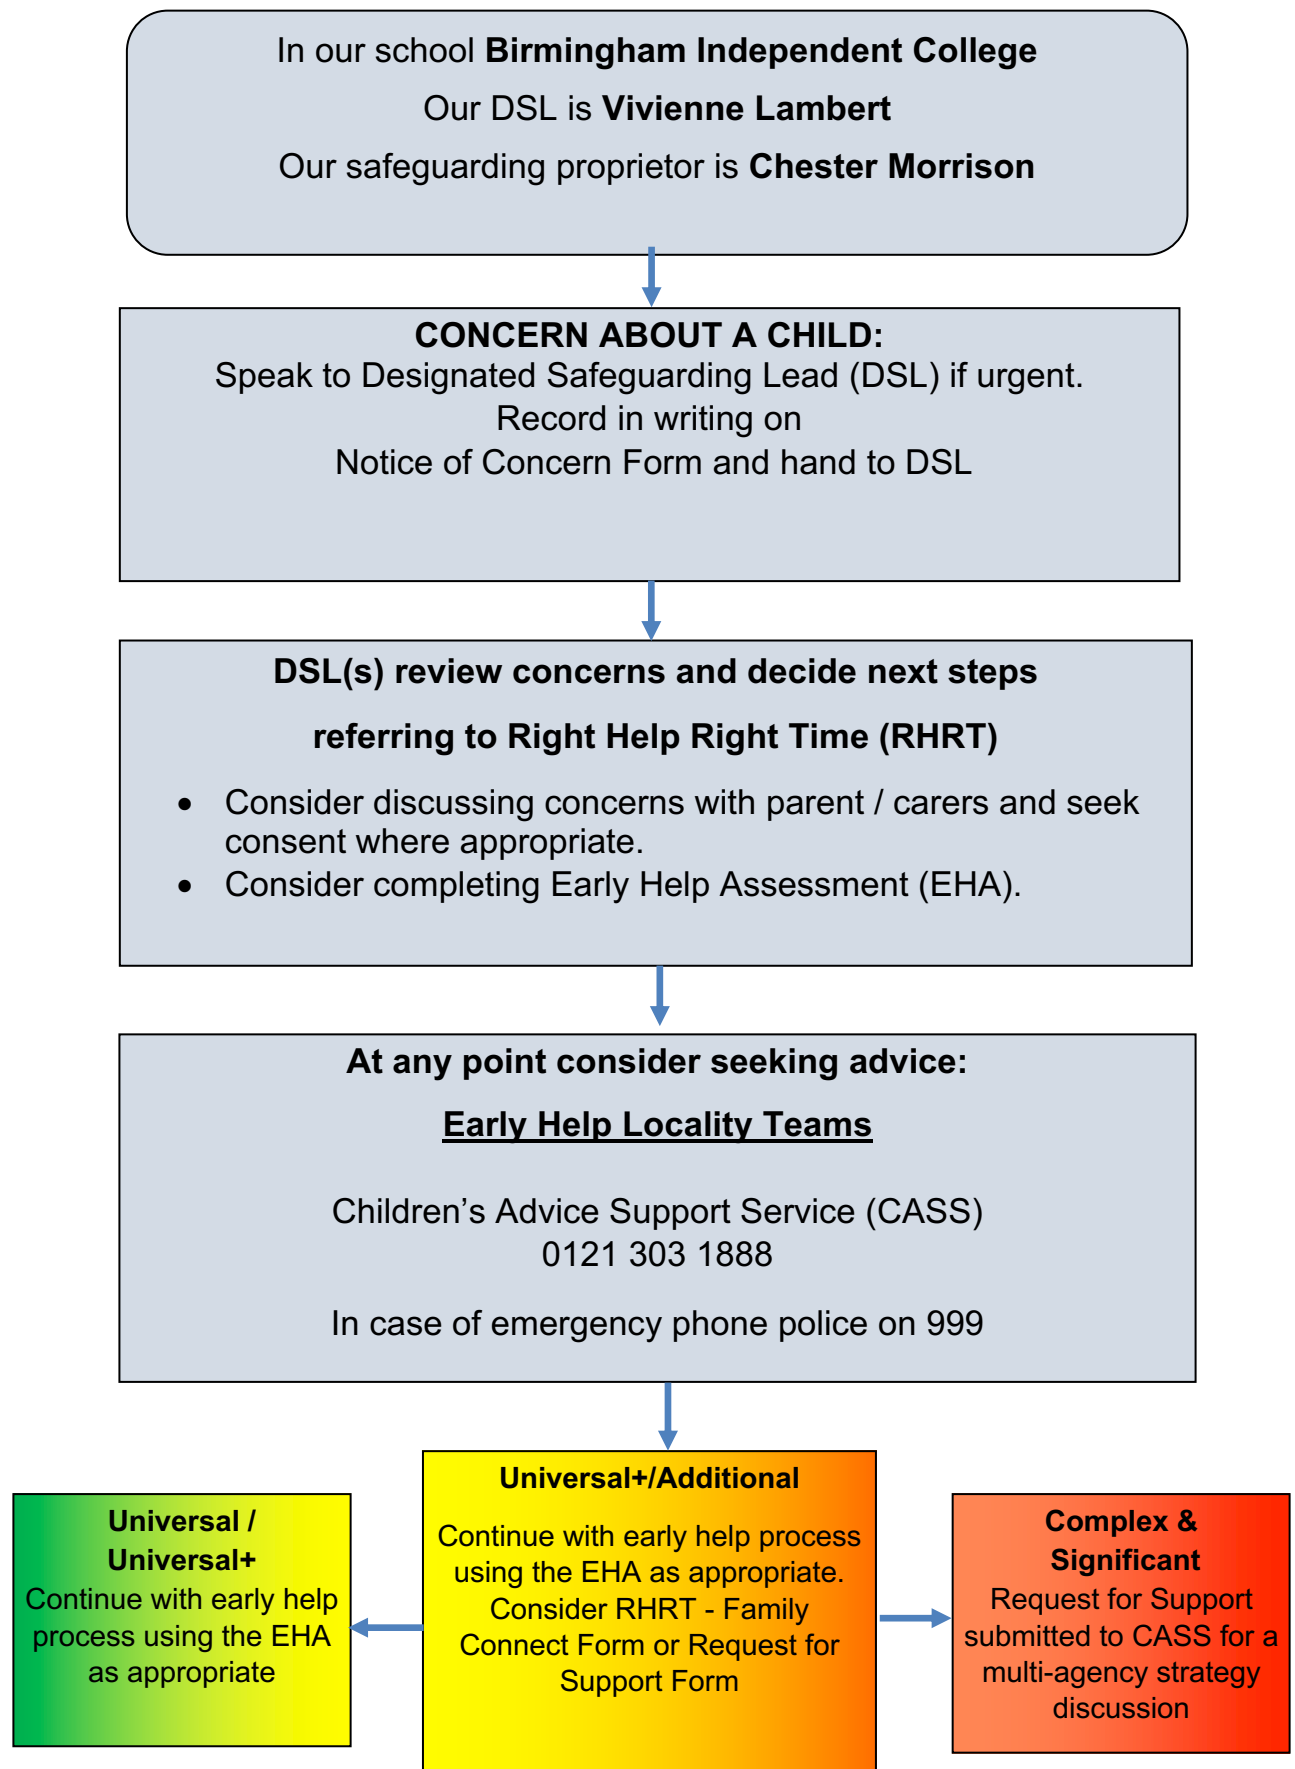 In our school Birmingham Independent College
Our DSL is Vivienne Lambert
Our safeguarding proprietor is Chester Morrison
CONCERN ABOUT A CHILD:
Speak to Designated Safeguarding Lead (DSL) if urgent.
Record in writing on
Notice of Concern Form and hand to DSL
DSL(s) review concerns and decide next steps
referring to Right Help Right Time (RHRT)
• Consider discussing concerns with parent / carers and seek
consent where appropriate.
• Consider completing Early Help Assessment (EHA).
At any point consider seeking advice:
Early Help Locality Teams
Children’s Advice Support Service (CASS)
0121 303 1888
In case of emergency phone police on 999
Universal /
Universal+
Continue with early help
process using the EHA
as appropriate
Universal+/Additional
Continue with early help process
using the EHA as appropriate.
Consider RHRT - Family
Connect Form or Request for
Support Form
Complex &
Significant
Request for Support
submitted to CASS for a
multi-agency strategy
discussion